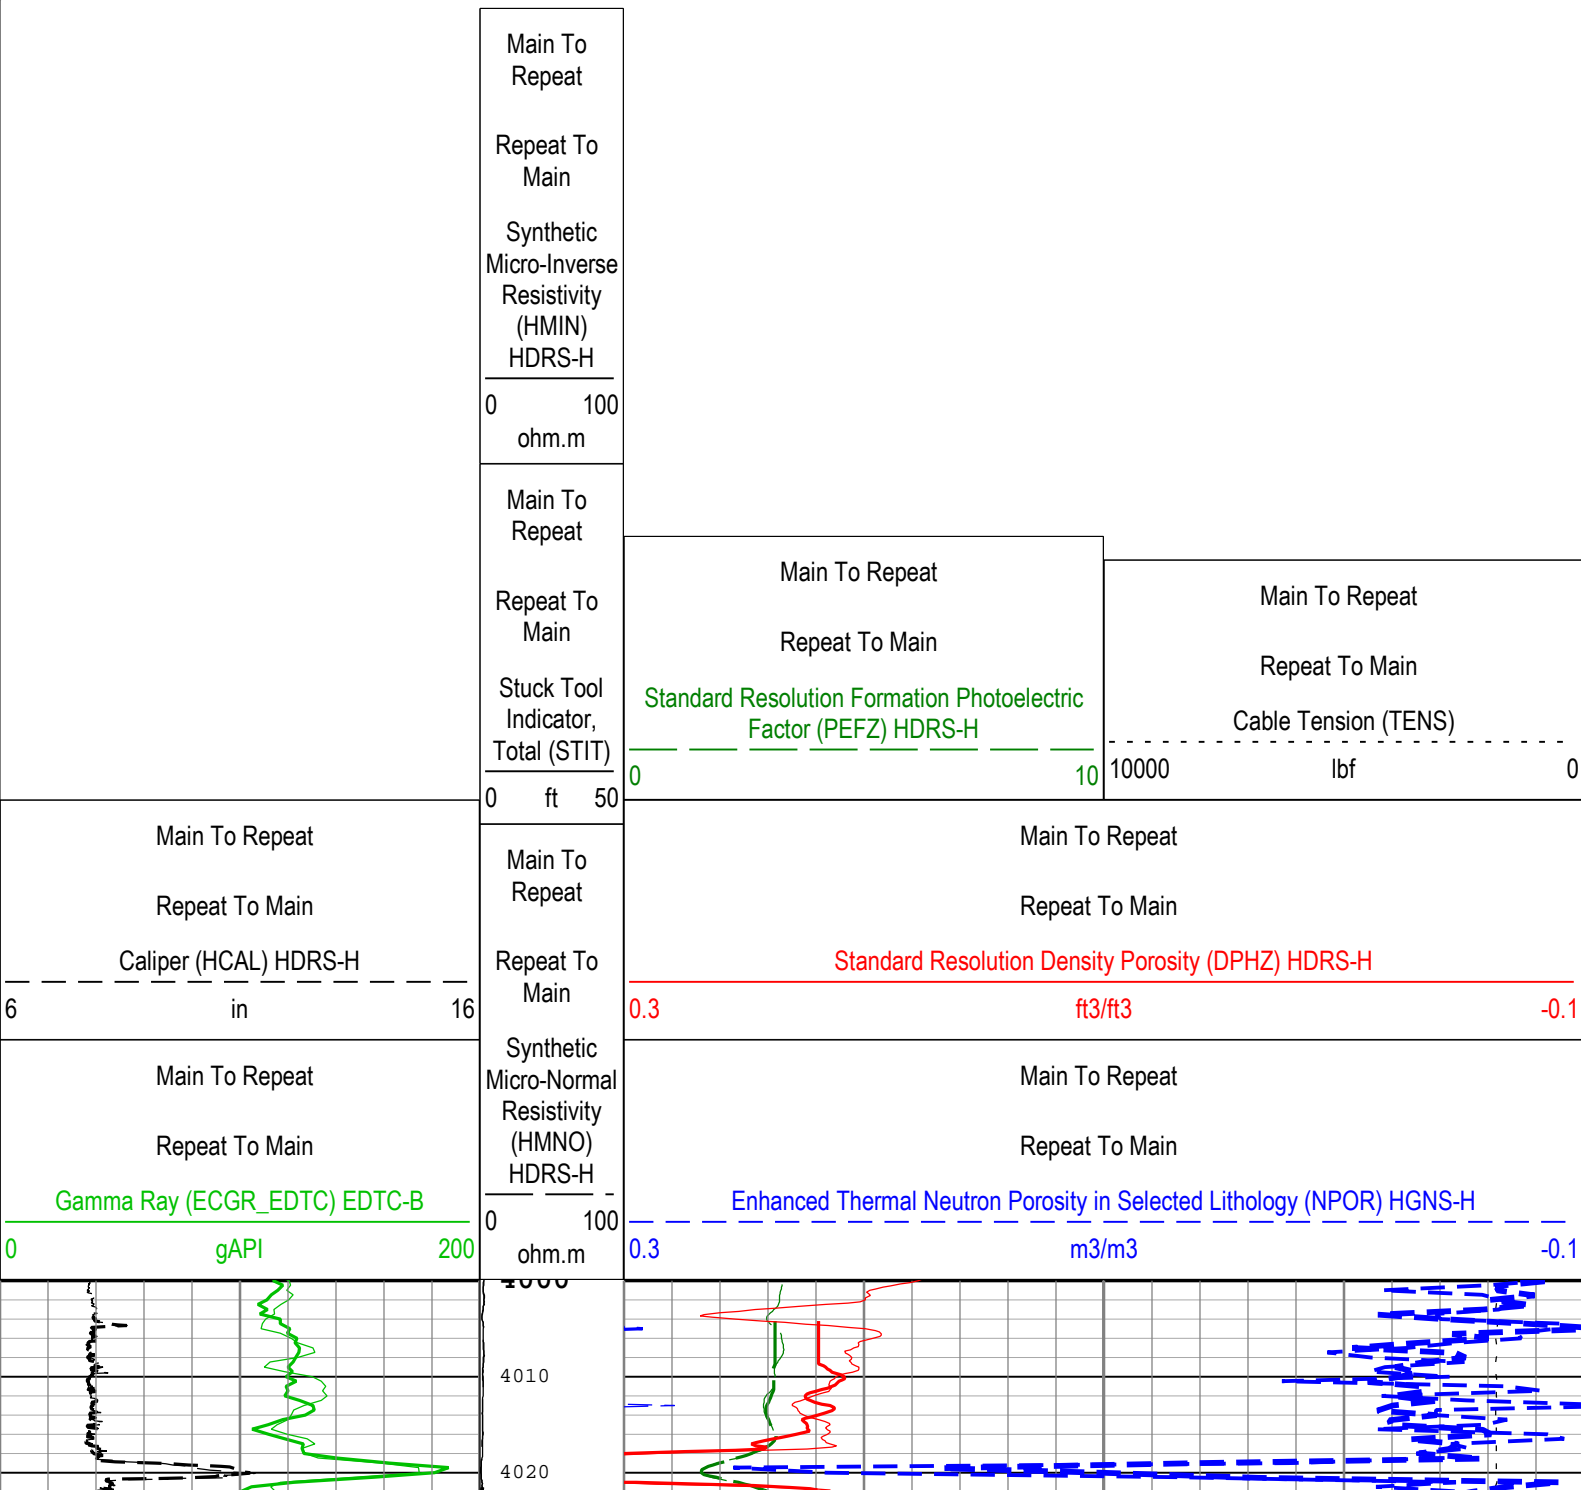 Main To
Repeat
Repeat To
Main
Synthetic
Micro-Inverse
Resistivity
(HMIN)
HDRS-H
0 100
ohm.m
Main To
Repeat
Repeat To
Main
Stuck Tool
Indicator,
Total (STIT)
0 ft 50
Main To Repeat
Repeat To Main
Standard Resolution Formation Photoelectric
Factor (PEFZ) HDRS-H
0 10
Main To Repeat
Repeat To Main
Cable Tension (TENS)
10000 lbf 0
Main To Repeat
Repeat To Main
Caliper (HCAL) HDRS-H
6 in 16
Main To
Repeat
Repeat To
Main
Synthetic
Micro-Normal
Resistivity
(HMNO)
HDRS-H
0 100
ohm.m
Main To Repeat
Repeat To Main
Standard Resolution Density Porosity (DPHZ) HDRS-H
0.3 ft3/ft3 -0.1
Main To Repeat
Repeat To Main
Gamma Ray (ECGR_EDTC) EDTC-B
0 gAPI 200
Main To Repeat
Repeat To Main
Enhanced Thermal Neutron Porosity in Selected Lithology (NPOR) HGNS-H
0.3 m3/m3 -0.1
4000
4010
4020